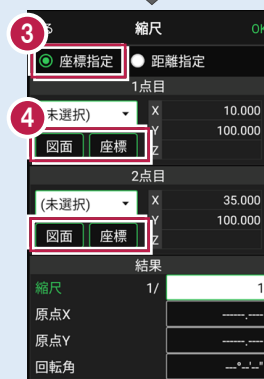 3 る 縮尺 OK
座標指定 距離指定
1点目
4 未選択) X 10.000
Y 100.000
図面 座標 Z
2点目
(未選択) X 35.000
Y 100.000
図面 座標 Z
結果
縮尺 1/ 1
原点X ------.----
原点Y ------.----
回転角 ---°--'--"